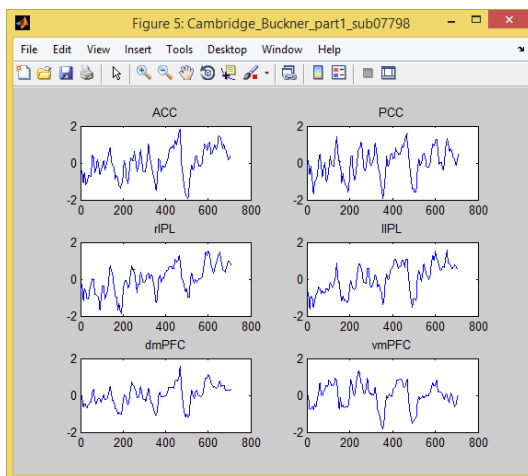 Figure 5: Cambridge_Buckner_part1_sub07798
File Edit View Insert Tools Desktop Window Help
ACC
2
0
-2
0 200 400 600 800
PCC
2
0
-2
0 200 400 600 800
rIPL
2
0
-2
0 200 400 600 800
lIPL
2
0
-2
0 200 400 600 800
dmPFC
2
0
-2
0 200 400 600 800
vmPFC
2
0
-2
0 200 400 600 800